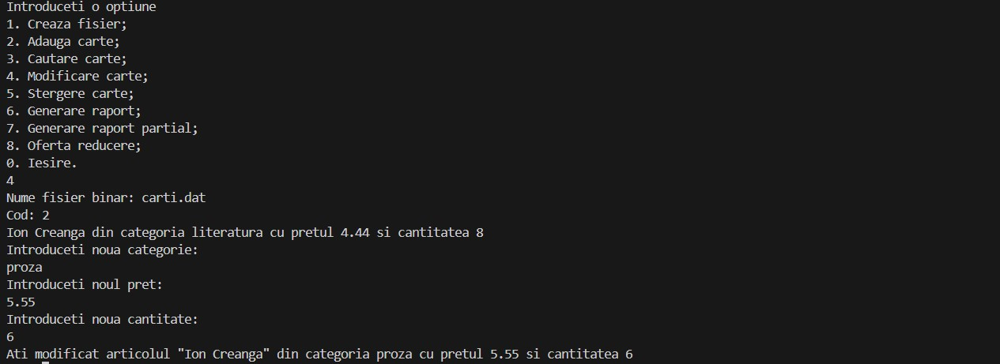 Introduceti o optiune
1. Creaza fisier;
2. Adauga carte;
3. Cautare carte;
4. Modificare carte;
5. Stergere carte;
6. Generare raport;
7. Generare raport partial;
8. Oferta reducere;
0. Iesire.
4
Nume fisier binar: carti.dat
Cod: 2
Ion Creanga din categoria literatura cu pretul 4.44 si cantitatea 8
Introduceti noua categorie:
proza
Introduceti noul pret:
5.55
Introduceti noua cantitate:
6
Ati modificat articolul "Ion Creanga" din categoria proza cu pretul 5.55 si cantitatea 6